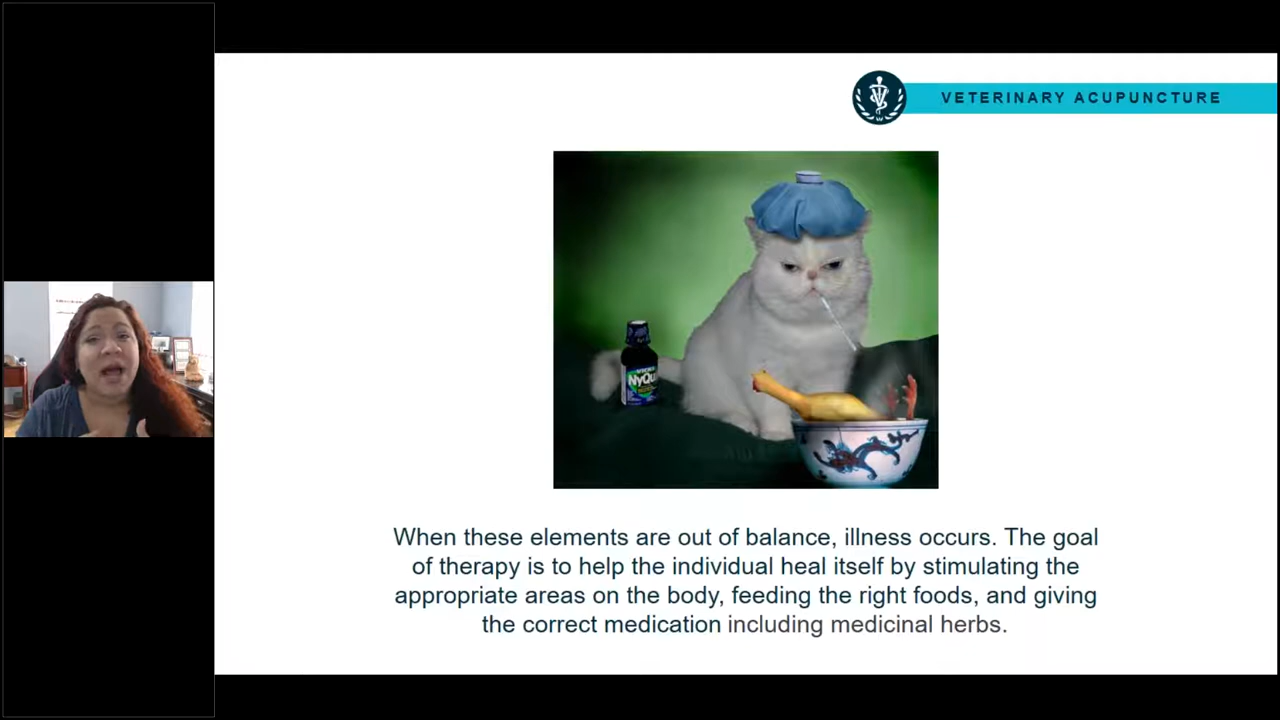 VETERINARY ACUPUNCTURE
NyQu
When these elements are out of balance, illness occurs. The goal
of therapy is to help the individual heal itself by stimulating the
appropriate areas on the body, feeding the right foods, and giving
the correct medication including medicinal herbs.